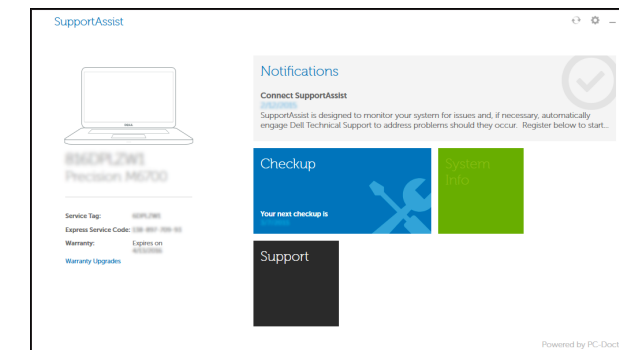 SupportAssist
Notifications
Connect SupportAssist
SupportAssist is designed to monitor your system for issues and, if necessary, automatically
engage Dell Technical Support to address problems should they occur. Register below to start...
Precision M6700
Checkup
System
Info
Your next checkup is
Service Tag:
Express Service Code:
Warranty: Expires on
Warranty Upgrades
Support
Powered by PC-Doct